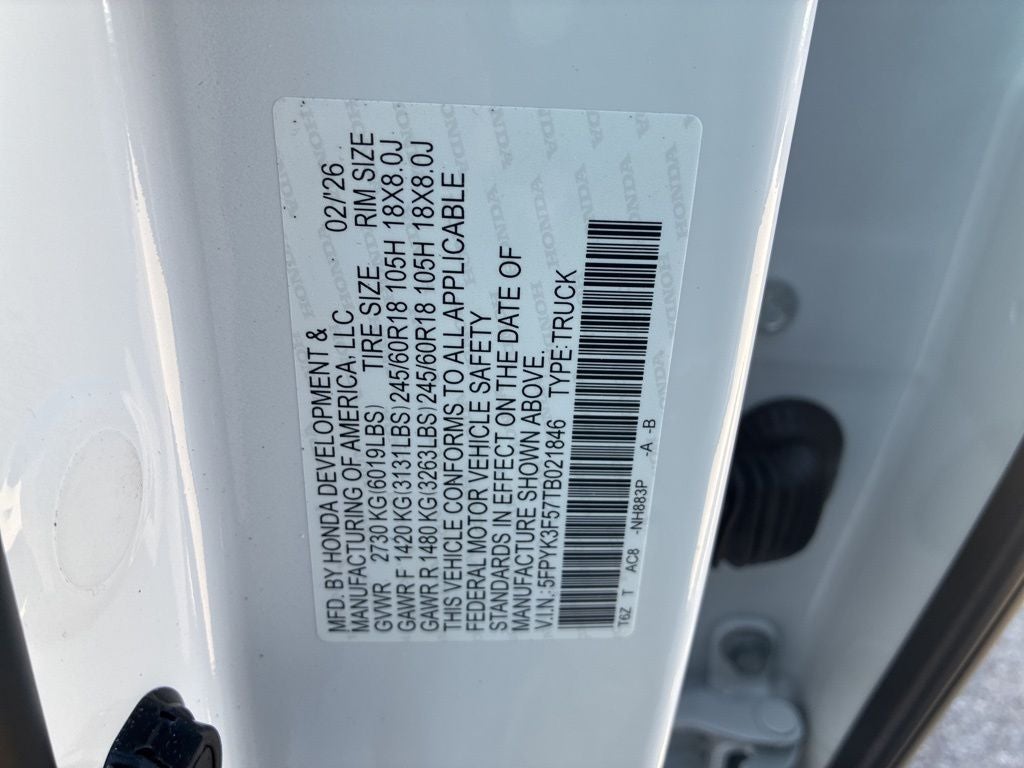 MFD. BY HONDA DEVELOPMENT &
MANUFACTURING OF AMERICA, LLC 02/'26
GVWR 2730 KG(6019LBS) TIRE SIZE RIM SIZE
GAWR F 1420 KG(3131LBS)245/60R18 105H 18X8.0J
GAWR R 1480 KG(3263LBS)245/60R18 105H 18X8.0J
THIS VEHICLE CONFORMS TO ALL APPLICABLE
FEDERAL MOTOR VEHICLE SAFETY
STANDARDS IN EFFECT ON THE DATE OF
MANUFACTURE SHOWN ABOVE.
V.I.N.:5FPYK3F57TB021846 TYPE:TRUCK
T6Z T AC8 -NH883P -A -B